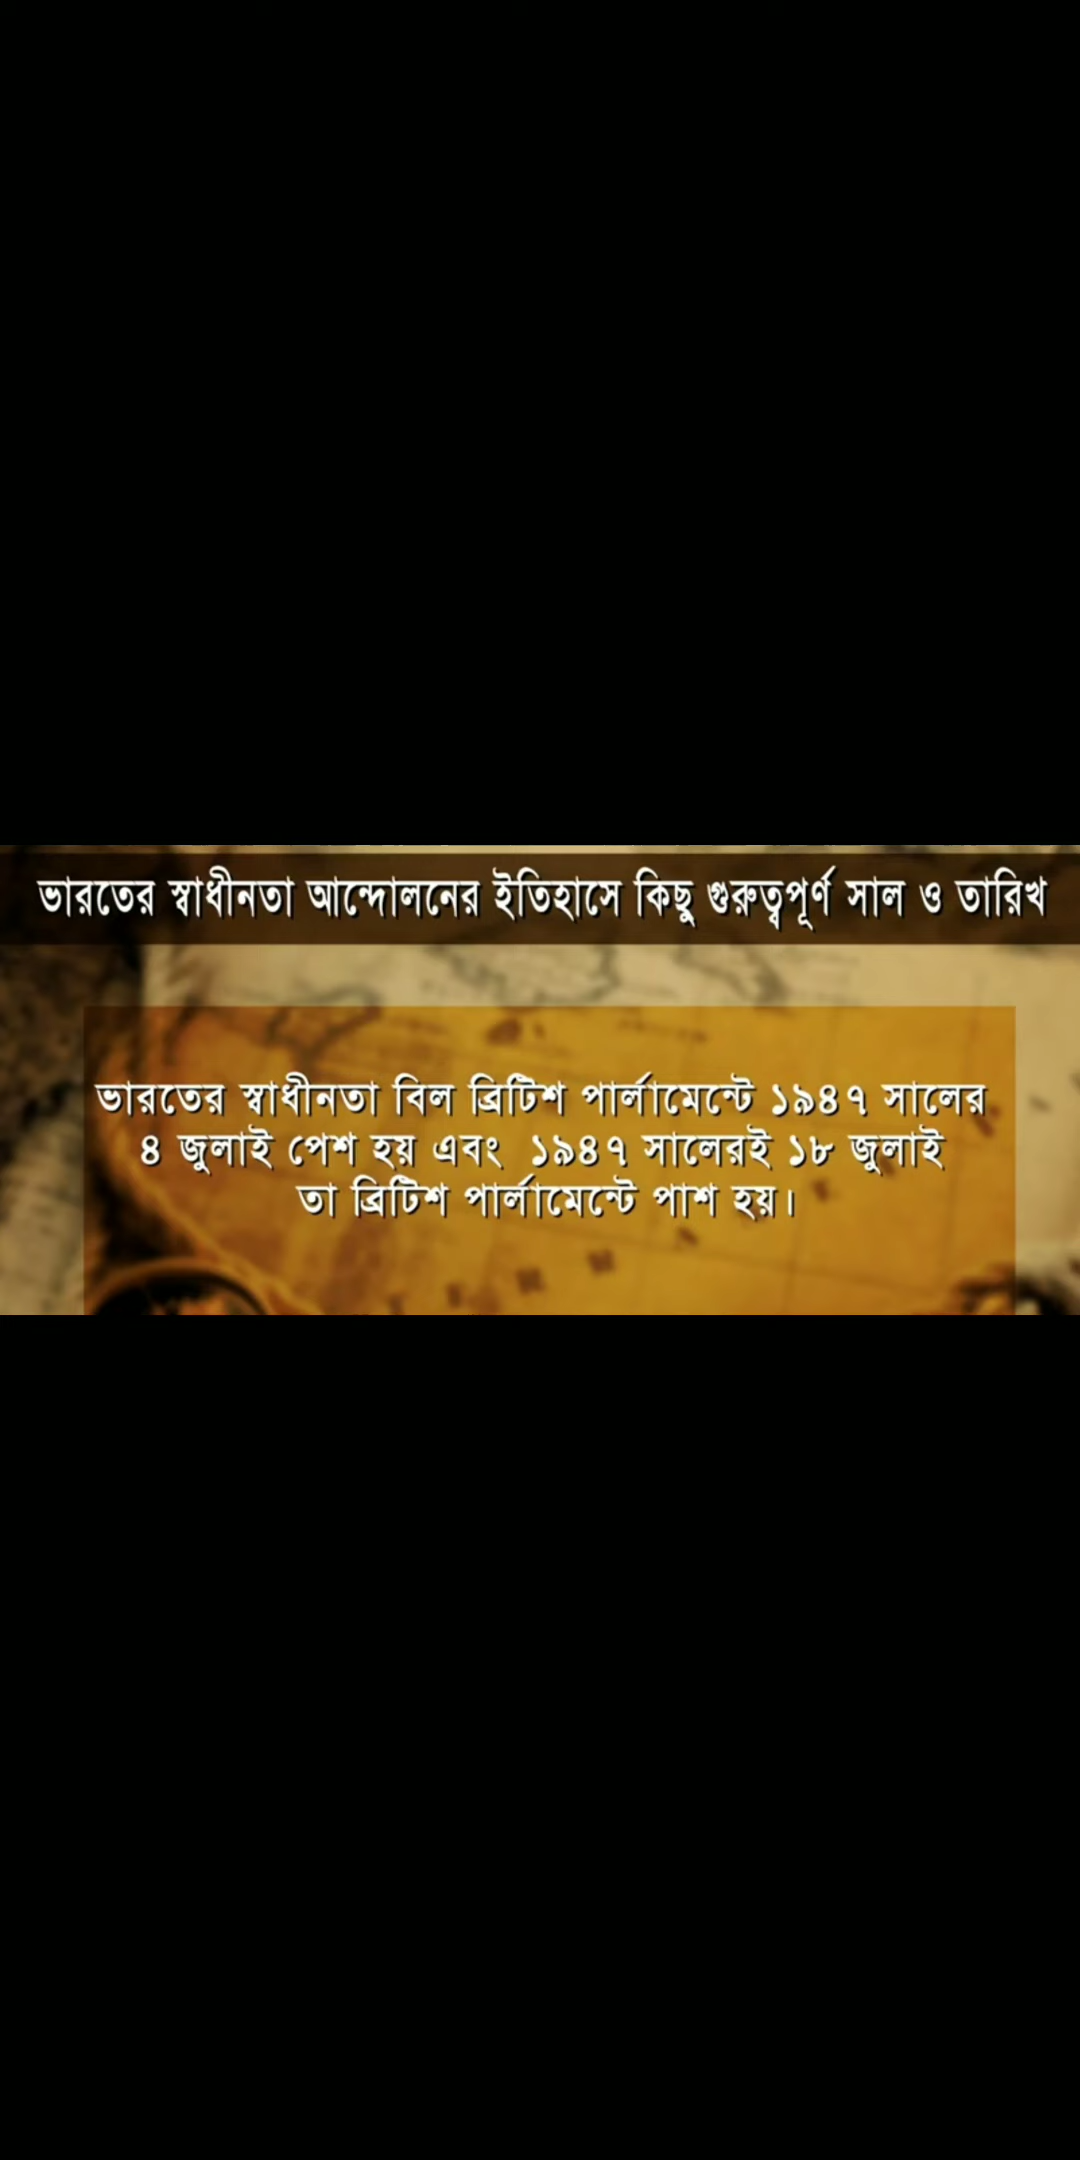 ভারতের স্বাধীনতা আন্দোলনের ইতিহাসে কিছু গুরুত্বপূর্ণ সাল ও তারিখ
ভারতের স্বাধীনতা বিল ব্রিটিশ পার্লামেন্টে ১৯৪৭ সালের
৪ জুলাই পেশ হয় এবং ১৯৪৭ সালেরই ১৮ জুলাই
তা ব্রিটিশ পার্লামেন্টে পাশ হয়।